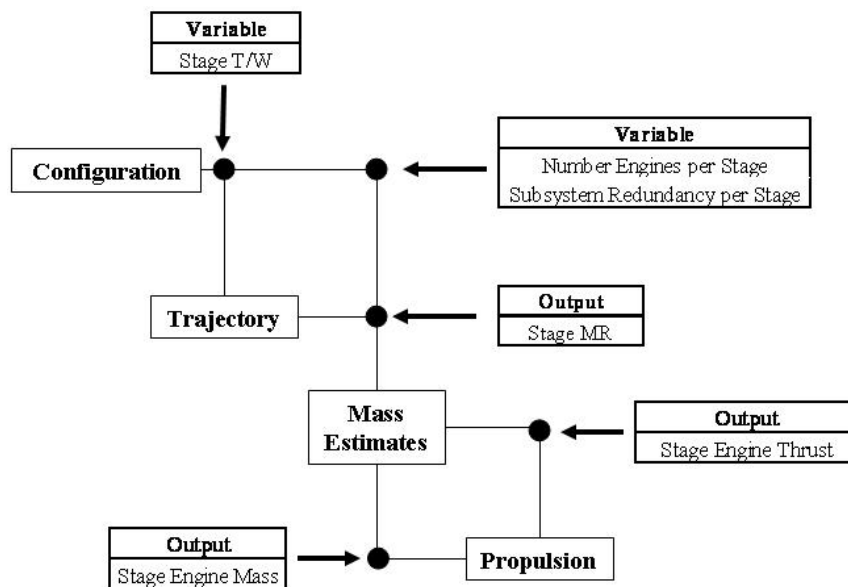 Variable
Stage T/W
Variable
Number Engines per Stage
Subsystem Redundancy per Stage
Configuration
Output
Stage MR
Trajectory
Mass
Estimates
Output
Stage Engine Thrust
Output
Stage Engine Mass
Propulsion